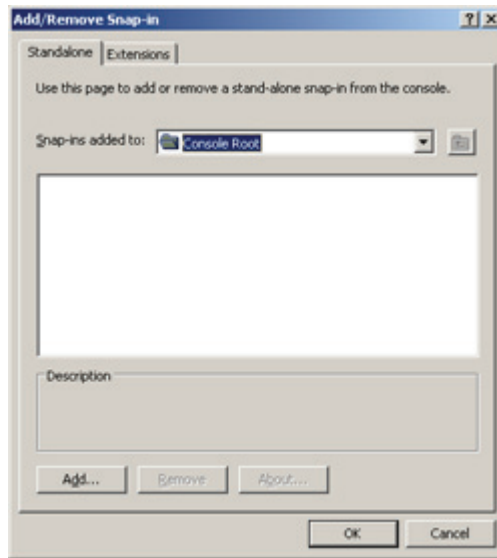 Add/Remove Snap-in
Standalone
Extensions
Use this page to add or remove a stand-alone snap-in from the console.
Snap-ins added to:
Console Root
Description
Add...
Remove
About...
OK
Cancel